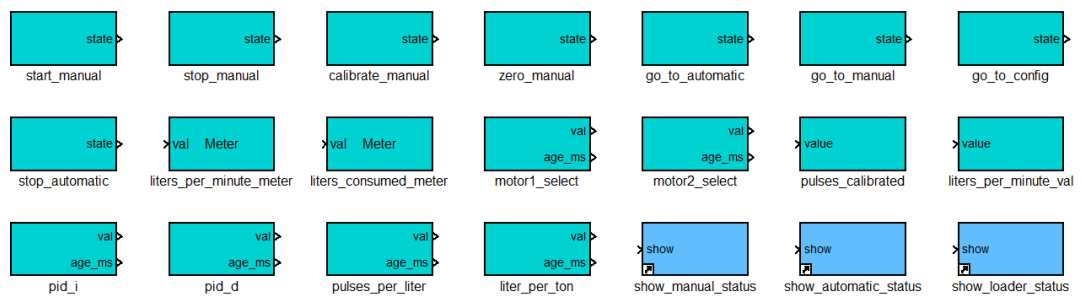 state state state state state state state
start_manual stop_manual calibrate_manual zero_manual go_to_automatic go_to_manual go_to_config
state val Meter val Meter val age_ms val age_ms value value
stop_automatic liters_per_minute_meter liters_consumed_meter motor1_select motor2_select pulses_calibrated liters_per_minute_val
val age_ms val age_ms val age_ms val age_ms show show show
pid_i pid_d pulses_per_liter liter_per_ton show_manual_status show_automatic_status show_loader_status